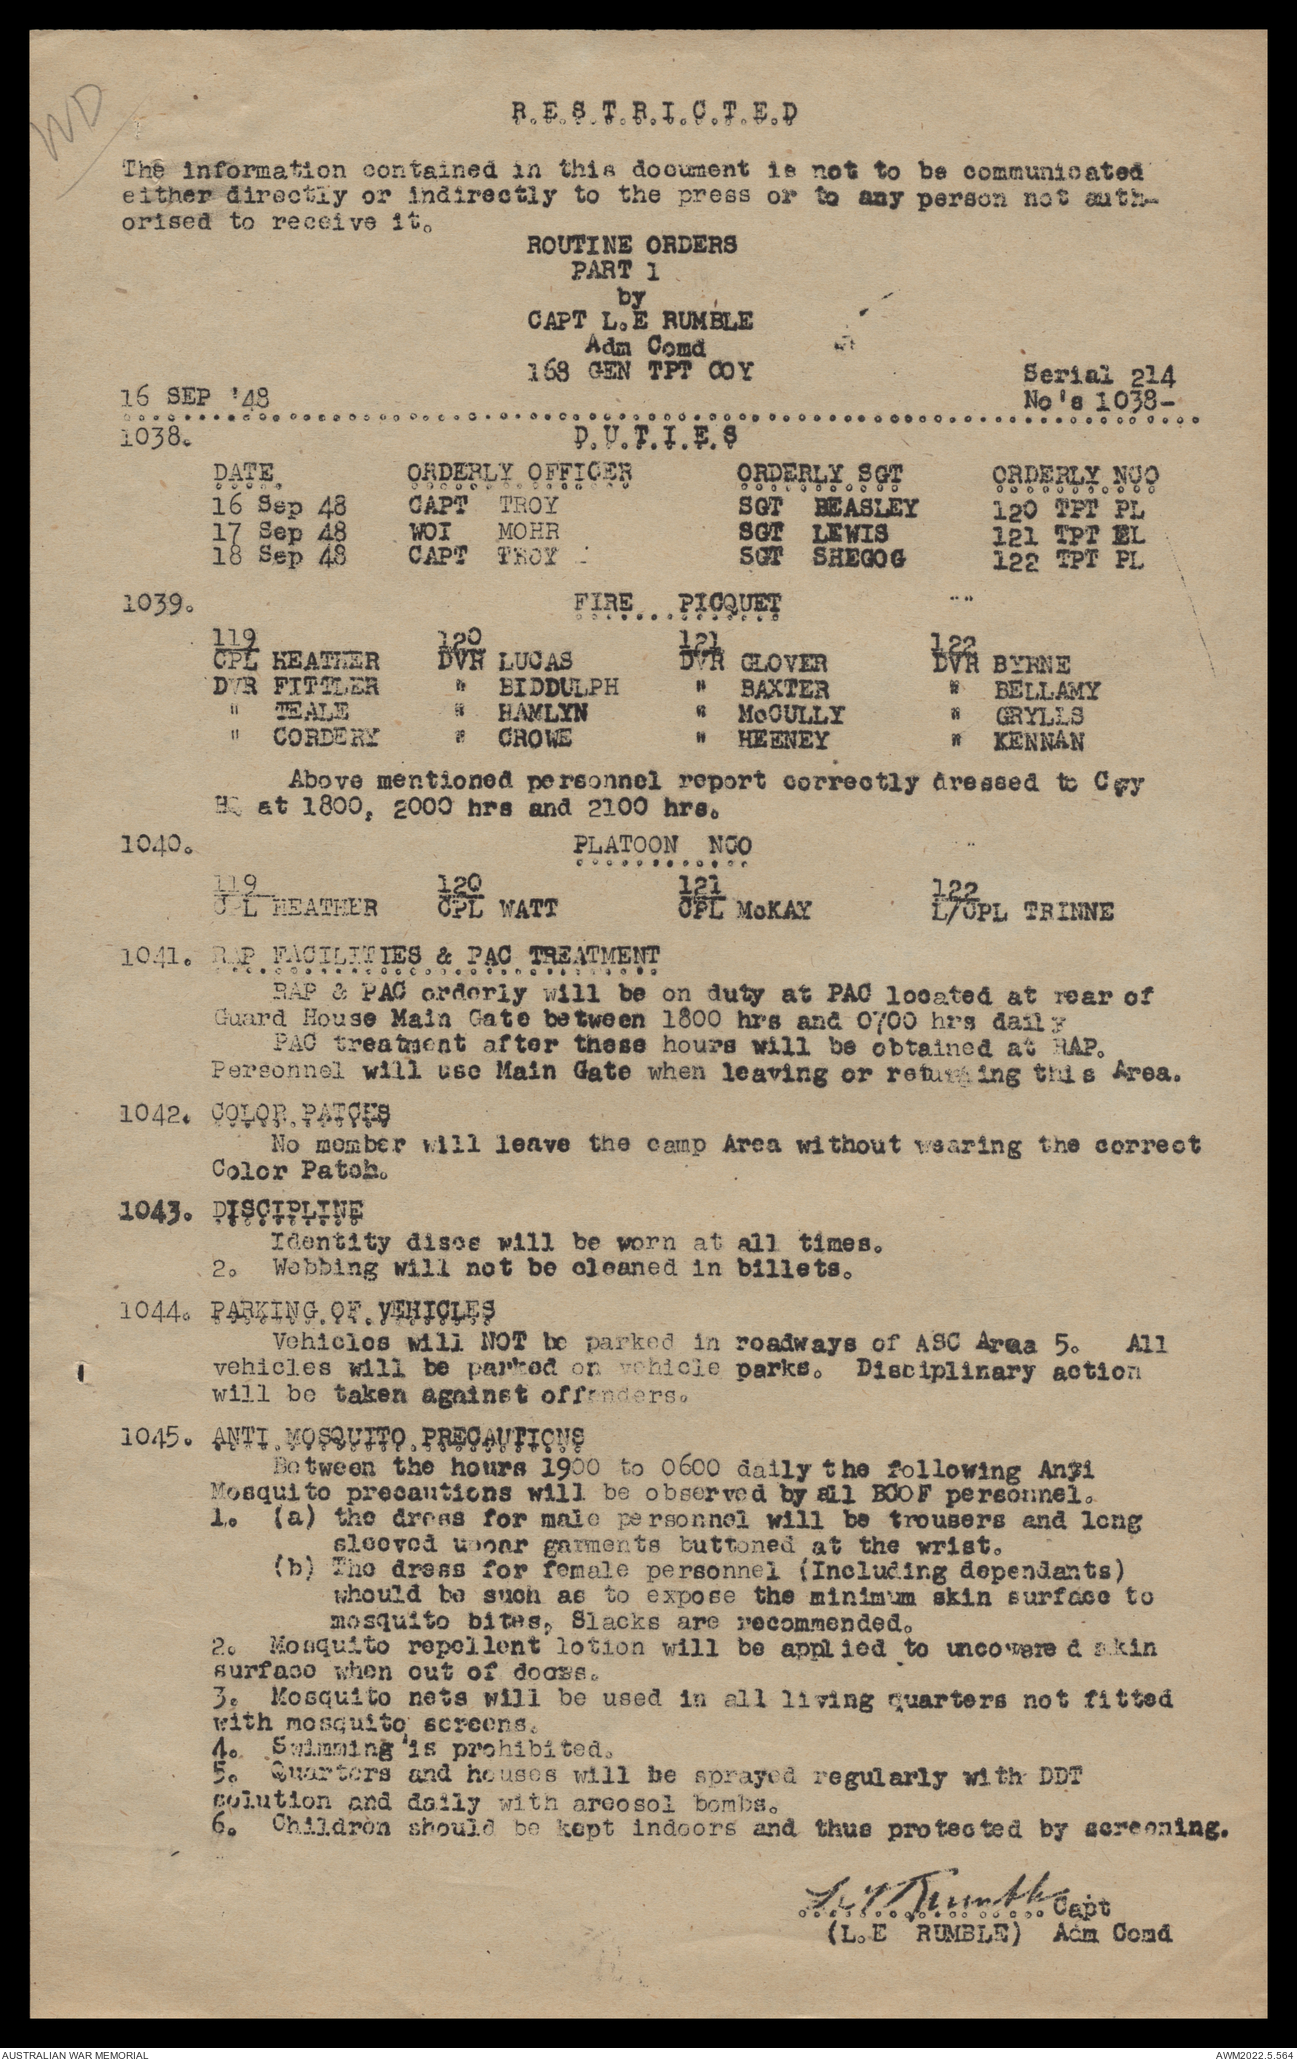 WD
R.E.S.T.R.I.C.T.E.D
The information contained in this document is not to be communicated
either directly or indirectly to the press or to any person not auth-
orised to receive it.
ROUTINE ORDERS
PART 1
by
CAPT L.E RUMBLE
Adm Comd
168 GEN TPT COY
Serial 214
16 SEP '48 No's 1038-
1038. D.U.T.I.E.S
DATE. ORDERLY OFFICER ORDERLY SGT ORDERLY NCO
16 Sep 48 CAPT TROY SGT BEASLEY 120 TPT PL
17 Sep 48 WOI MOHR SGT LEWIS 121 TPT EL
18 Sep 48 CAPT TROY SGT SHEGOG 122 TPT PL
1039. FIRE PICQUET
119 120 121 122
CPL HEATHER DVR LUCAS DVR GLOVER DVR BYRNE
DVR FITTLER " BIDDULPH " BAXTER " BELLAMY
" TEALE " HAMLYN " McCULLY " GRYLLS
" CORDERY " CROWE " HEENEY " KENNAN
Above mentioned personnel report correctly dressed to Coy
HQ at 1800, 2000 hrs and 2100 hrs.
1040. PLATOON NCO
119 120 121 122
CPL HEATHER CPL WATT CPL McKAY L/CPL TRINNE
1041. RAP FACILITIES & PAC TREATMENT
RAP & PAC orderly will be on duty at PAC located at rear of
Guard House Main Gate between 1800 hrs and 0700 hrs daily
PAC treatment after these hours will be obtained at RAP.
Personnel will use Main Gate when leaving or returning this Area.
1042. COLOR PATCES
No member will leave the camp Area without wearing the correct
Color Patch.
1043. DISCIPLINE
Identity discs will be worn at all times.
2. Webbing will not be cleaned in billets.
1044. PARKING OF VEHICLES
Vehicles will NOT be parked in roadways of ASC Area 5. All
vehicles will be parked on vehicle parks. Disciplinary action
will be taken against offenders.
1045. ANTI MOSQUITO PRECAUTIONS
Between the hours 1900 to 0600 daily the following Anti
Mosquito precautions will be observed by all BCOF personnel.
1. (a) the dress for male personnel will be trousers and long
sleeved upper garments buttoned at the wrist.
(b) The dress for female personnel (Including dependants)
whould be such as to expose the minimum skin surface to
mosquito bites, Slacks are recommended.
2. Mosquito repellent lotion will be applied to uncovered skin
surface when out of doors.
3. Mosquito nets will be used in all living quarters not fitted
with mosquito screens.
4. Swimming is prohibited.
5. Quarters and houses will be sprayed regularly with DDT
solution and daily with areosol bombs.
6. Children should be kept indoors and thus protected by screening.
L E Rumble Capt
(L.E RUMBLE) Adm Comd
AUSTRALIAN WAR MEMORIAL AWM2022.5.564